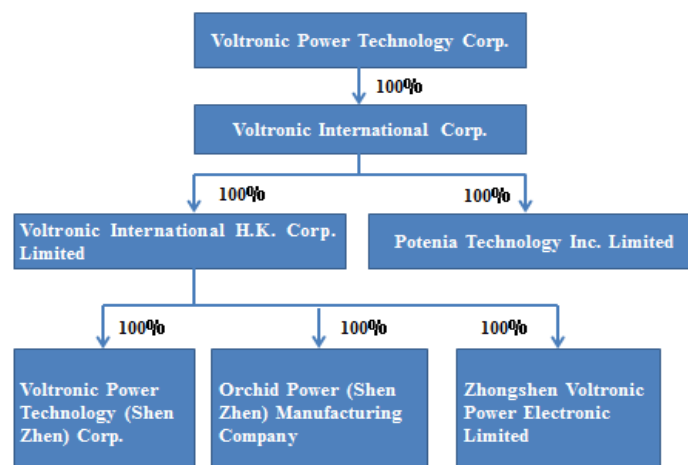 Voltronic Power Technology Corp.
100%
Voltronic International Corp.
100%
100%
Voltronic International H.K. Corp.
Limited
Potenia Technology Inc. Limited
100%
100%
100%
Voltronic Power
Technology (Shen
Zhen) Corp.
Orchid Power (Shen
Zhen) Manufacturing
Company
Zhongshen Voltronic
Power Electronic
Limited